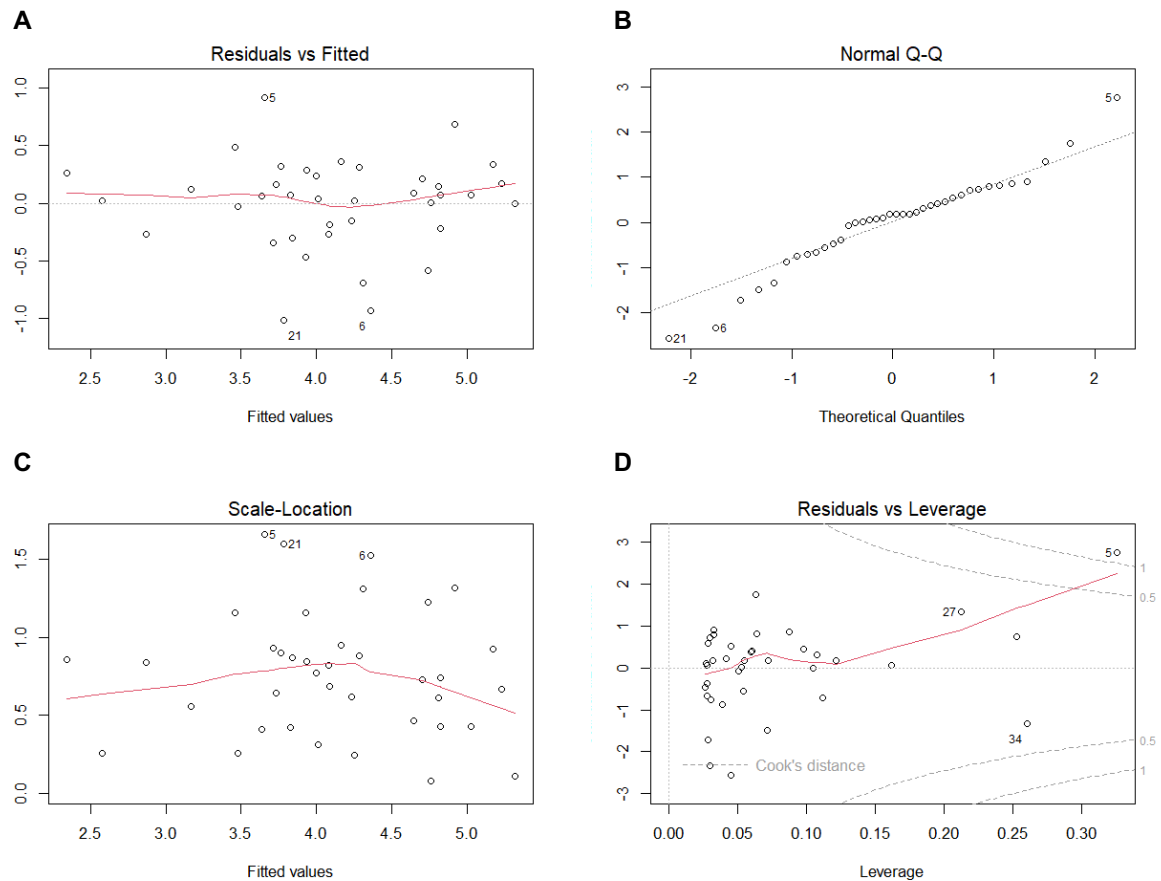 A
Residuals vs Fitted
1.0
0.5
0.0
-0.5
-1.0
5
21
6
2.5 3.0 3.5 4.0 4.5 5.0
Fitted values
B
Normal Q-Q
3
2
1
0
-1
-2
5
6
21
-2 -1 0 1 2
Theoretical Quantiles
C
Scale-Location
1.5
1.0
0.5
0.0
5
21
6
2.5 3.0 3.5 4.0 4.5 5.0
Fitted values
D
Residuals vs Leverage
3
2
1
0
-1
-2
-3
5
27
34
1
0.5
0.5
1
Cook's distance
0.00 0.05 0.10 0.15 0.20 0.25 0.30
Leverage